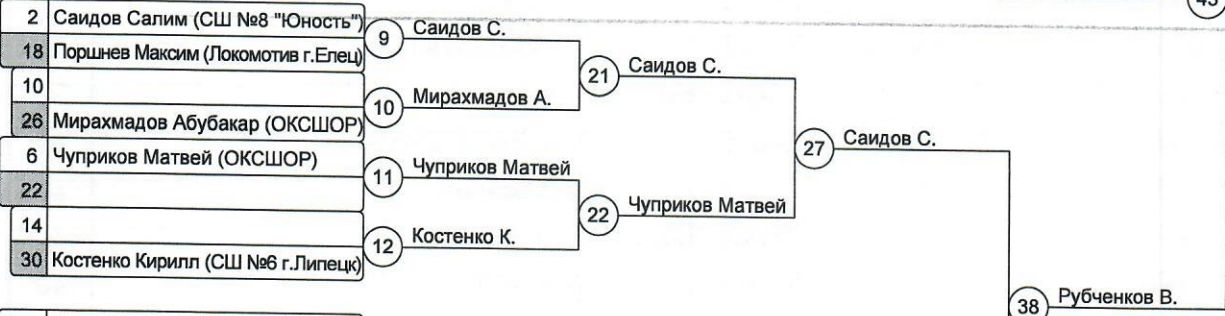 2 Саидов Салим (СШ №8 "Юность")
18 Поршнев Максим (Локомотив г.Елец)
10
26 Мирахмадов Абубакар (ОКСШОР)
6 Чуприков Матвей (ОКСШОР)
22
14
30 Костенко Кирилл (СШ №6 г.Липецк)
9 Саидов С.
10 Мирахмадов А.
11 Чуприков Матвей
12 Костенко К.
21 Саидов С.
22 Чуприков Матвей
27 Саидов С.
38 Рубченков В.